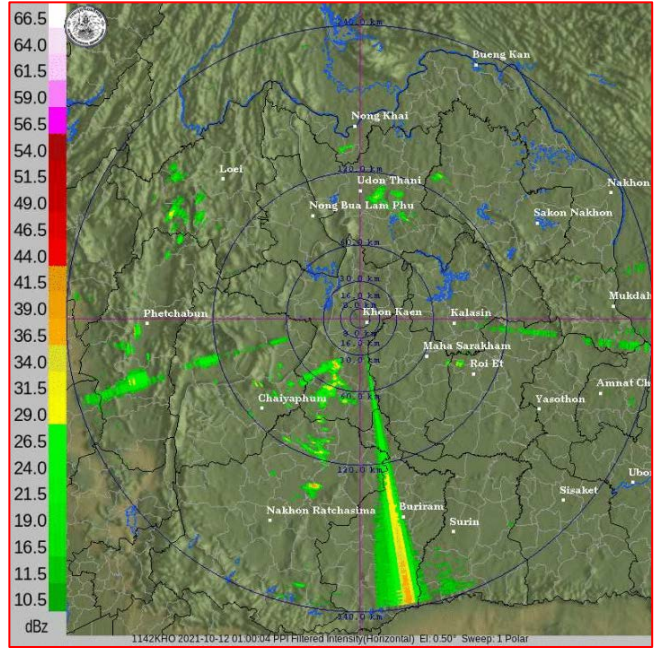 66.5
64.0
61.5
59.0
56.5
54.0
51.5
49.0
46.5
44.0
41.5
39.0
36.5
34.0
31.5
29.0
26.5
24.0
21.5
19.0
16.5
14.5
11.5
10.5
dBz
Bueng Kan
Nong Khai
Loei
Udon Thani
Nakhon
Nong Bua Lam Phu
Sakon Nakhon
Mukdah
Phetchabun
Khon Kaen
Kalasin
Maha Sarakham
Roi Et
Chaiyaphum
Yasothon
Amnat Ch
120.0 km
Sisaket
Ubo
Nakhon Ratchasima
Buriram
Surin
1142KHO 2021-10-12 01:00:04 PPI Filtered Intensity(Horizontal) El: 0.50° Sweep: 1 Polar